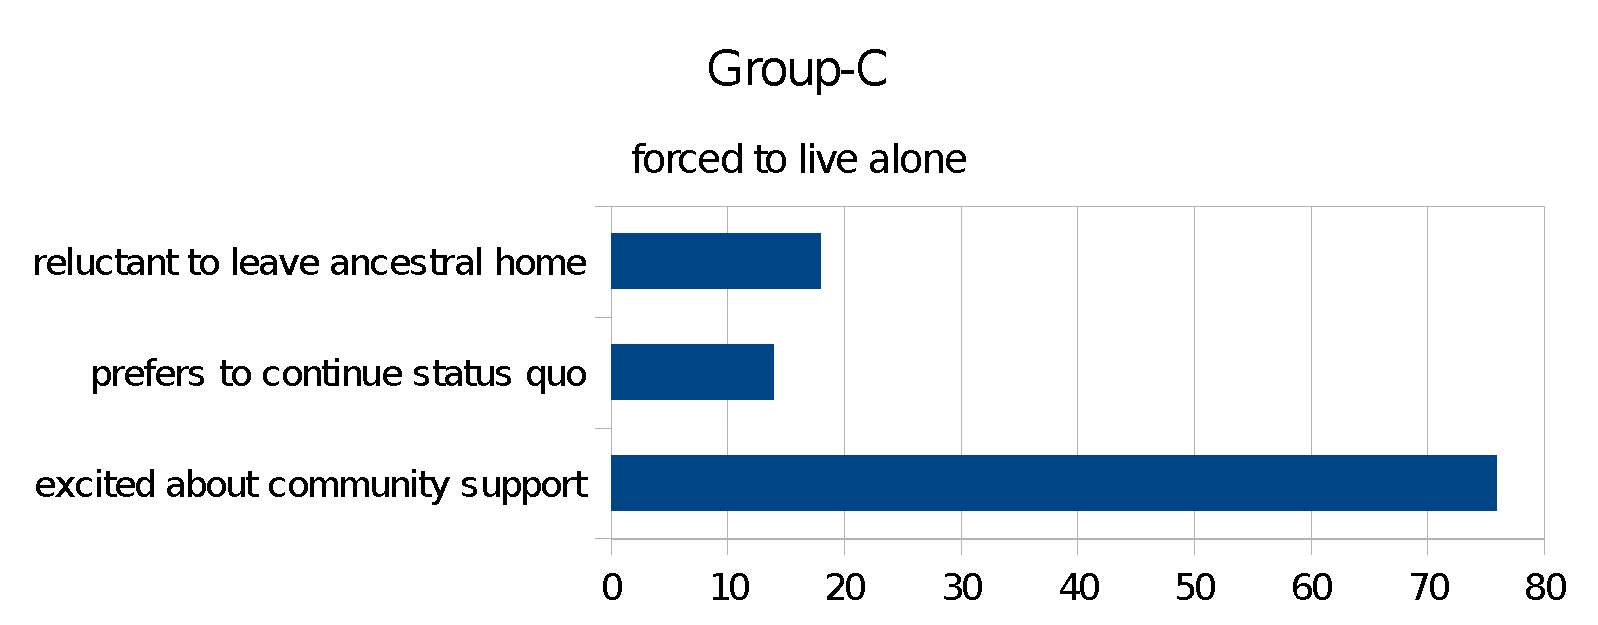 Group-C
forced to live alone
reluctant to leave ancestral home
prefers to continue status quo
excited about community support
0 10 20 30 40 50 60 70 80